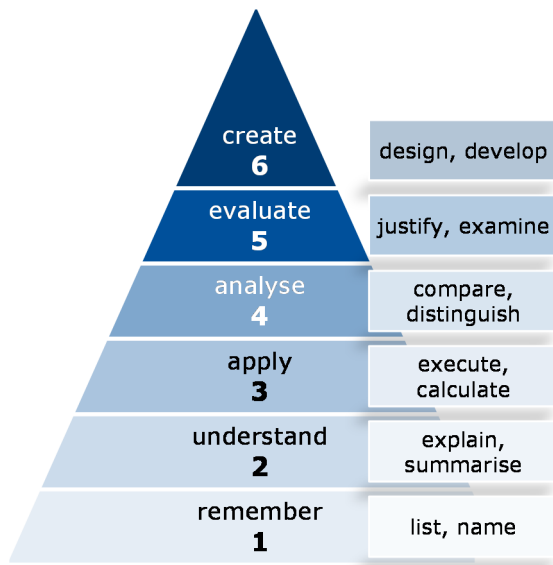 create
6
design, develop
evaluate
5
justify, examine
analyse
4
compare,
distinguish
apply
3
execute,
calculate
understand
2
explain,
summarise
remember
1
list, name